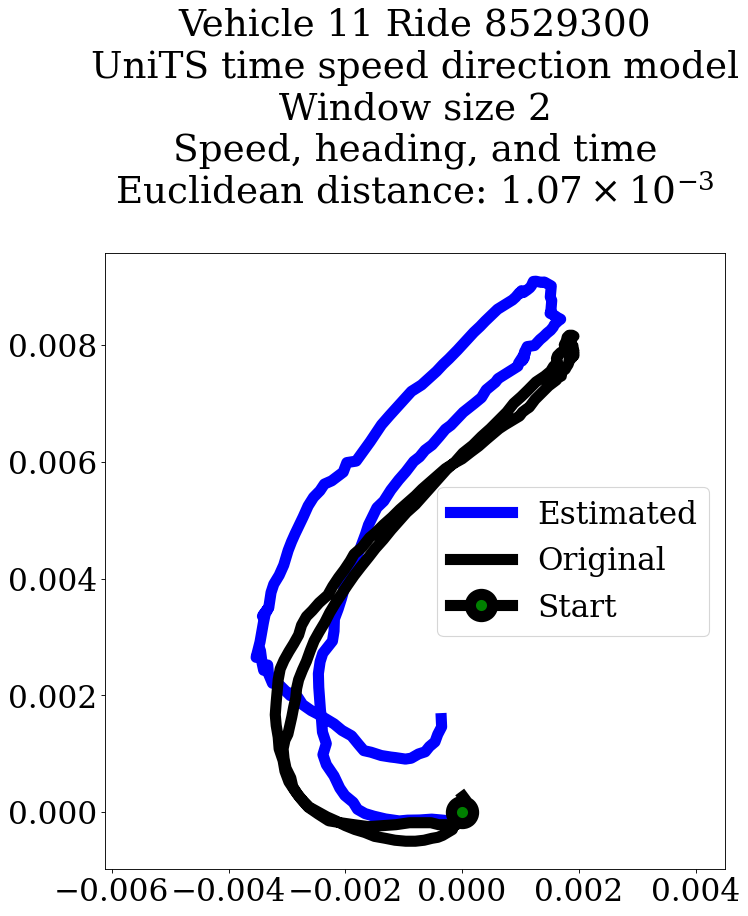 Vehicle 11 Ride 8529300
UniTS time speed direction model
Window size 2
Speed, heading, and time
Euclidean distance: 1.07 × 10⁻³
0.008
0.006
0.004
0.002
0.000
Estimated
Original
Start
−0.006 −0.004 −0.002 0.000 0.002 0.004